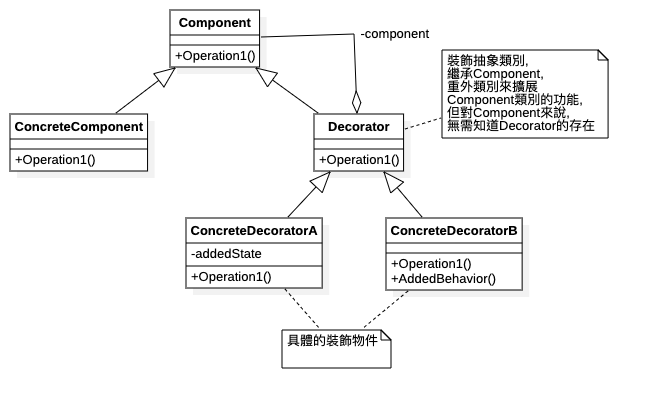 Component
+Operation1()
-component
裝飾抽象類別,
繼承Component,
重外類別來擴展
Component類別的功能,
但對Component來說,
無需知道Decorator的存在
ConcreteComponent
+Operation1()
Decorator
+Operation1()
ConcreteDecoratorA
-addedState
+Operation1()
ConcreteDecoratorB
+Operation1()
+AddedBehavior()
具體的裝飾物件